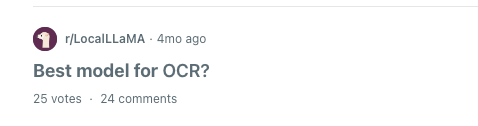 r/LocalLLaMA · 4mo ago
Best model for OCR?
25 votes · 24 comments